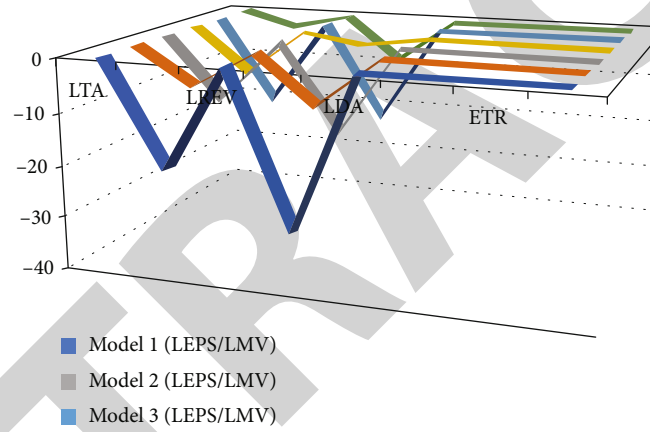 0
−10
−20
−30
−40
LTA
LREV
LDA
ETR
Model 1 (LEPS/LMV)
Model 2 (LEPS/LMV)
Model 3 (LEPS/LMV)